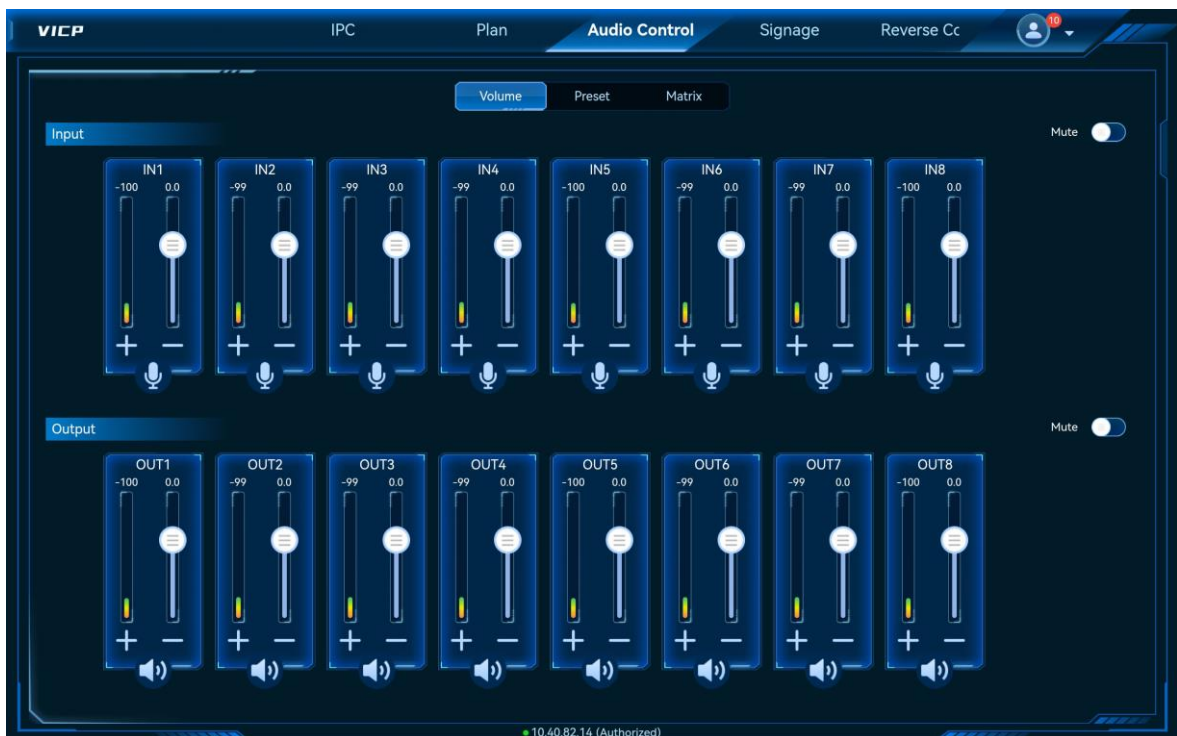 VICP IPC Plan Audio Control Signage Reverse Cc 10
Volume Preset Matrix
Input Mute
IN1 IN2 IN3 IN4 IN5 IN6 IN7 IN8
-100 0.0 -99 0.0 -99 0.0 -99 0.0 -100 0.0 -99 0.0 -99 0.0 -100 0.0
Output Mute
OUT1 OUT2 OUT3 OUT4 OUT5 OUT6 OUT7 OUT8
-100 0.0 -99 0.0 -99 0.0 -99 0.0 -100 0.0 -99 0.0 -99 0.0 -100 0.0
10.40.82.14 (Authorized)